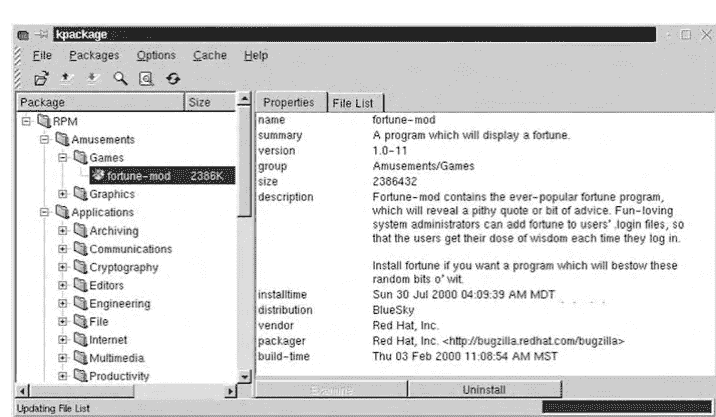 kpackage
File Packages Options Cache Help
Package Size
RPM
Amusements
Games
fortune-mod 2386K
Graphics
Applications
Archiving
Communications
Cryptography
Editors
Engineering
File
Internet
Multimedia
Productivity
Properties File List
name fortune-mod
summary A program which will display a fortune.
version 1.0-11
group Amusements/Games
size 2386432
description Fortune-mod contains the ever-popular fortune program,
which will reveal a pithy quote or bit of advice. Fun-loving
system administrators can add fortune to users' .login files, so
that the users get their dose of wisdom each time they log in.
Install fortune if you want a program which will bestow these
random bits o' wit.
installtime Sun 30 Jul 2000 04:09:39 AM MDT
distribution BlueSky
vendor Red Hat, Inc.
packager Red Hat, Inc. <http://bugzilla.redhat.com/bugzilla>
build-time Thu 03 Feb 2000 11:08:54 AM MST
Examine Uninstall
Updating File List